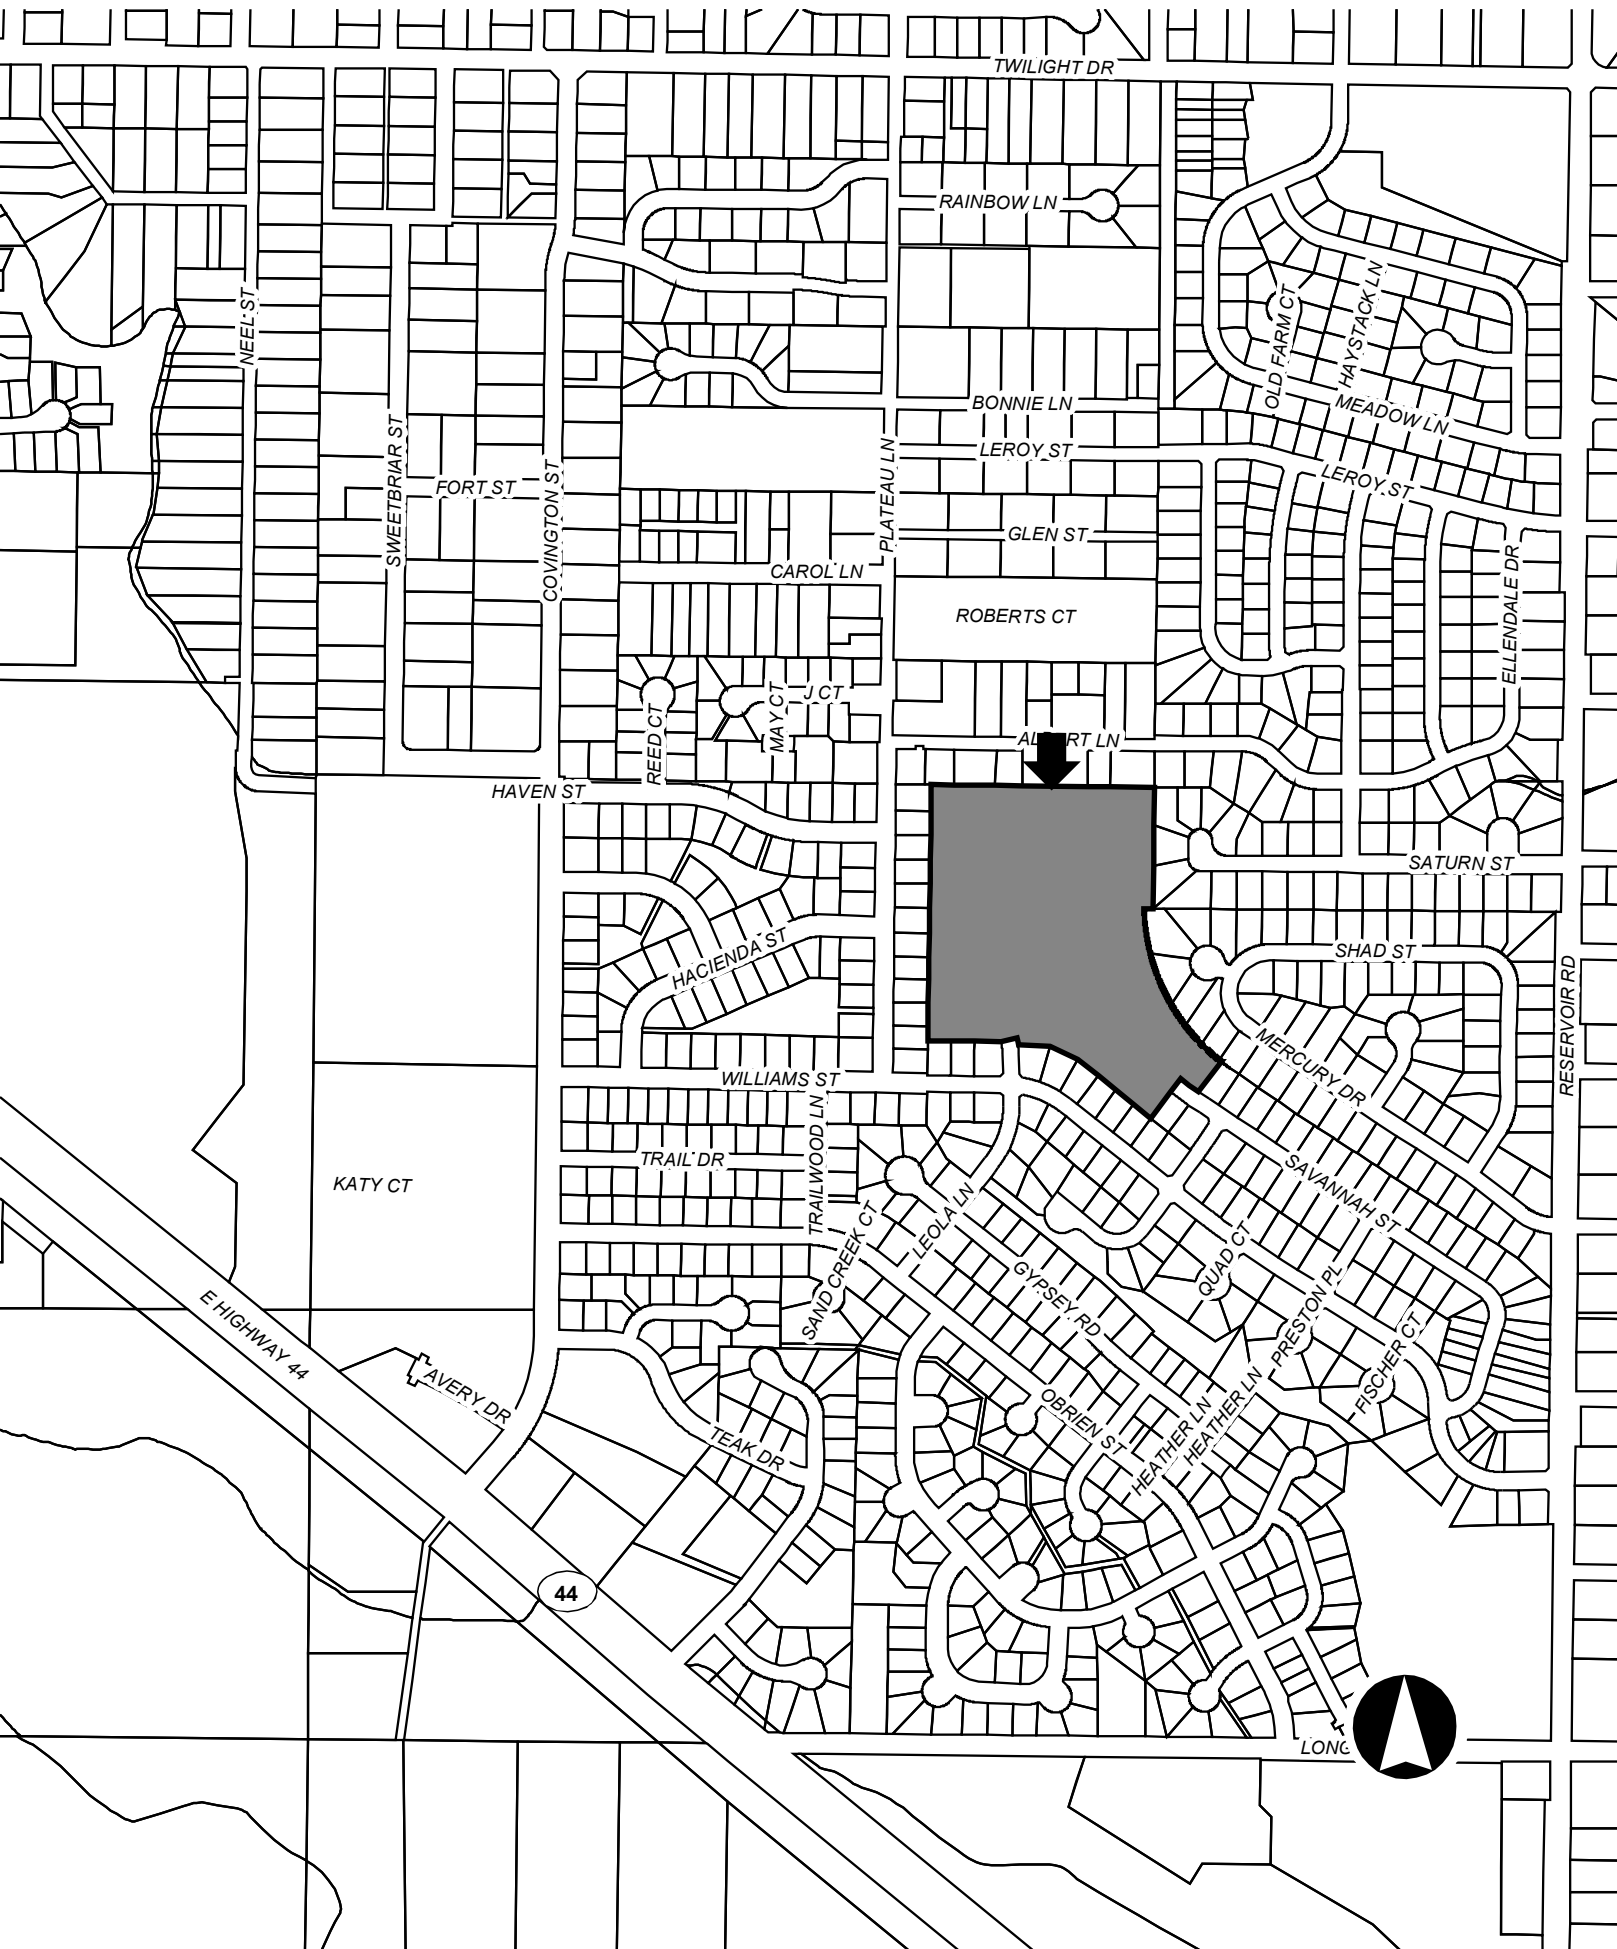 TWILIGHT DR
RAINBOW LN
NEEL ST
OLD FARM CT
HAYSTACK LN
BONNIE LN
MEADOW LN
SWEETBRIAR ST
COVINGTON ST
PLATEAU LN
LEROY ST
LEROY ST
FORT ST
GLEN ST
CAROL LN
ELLENDALE DR
ROBERTS CT
J CT
MAY CT
REED CT
HAVEN ST
SATURN ST
HACIENDA ST
SHAD ST
RESERVOIR RD
MERCURY DR
WILLIAMS ST
TRAILWOOD LN
TRAIL DR
KATY CT
SAVANNAH ST
LEOLA LN
SAND CREEK CT
QUAD CT
GYPSEY RD
PRESTON PL
FISCHER CT
E HIGHWAY 44
AVERY DR
TEAK DR
OBRIEN ST
HEATHER LN
HEATHER LN
44